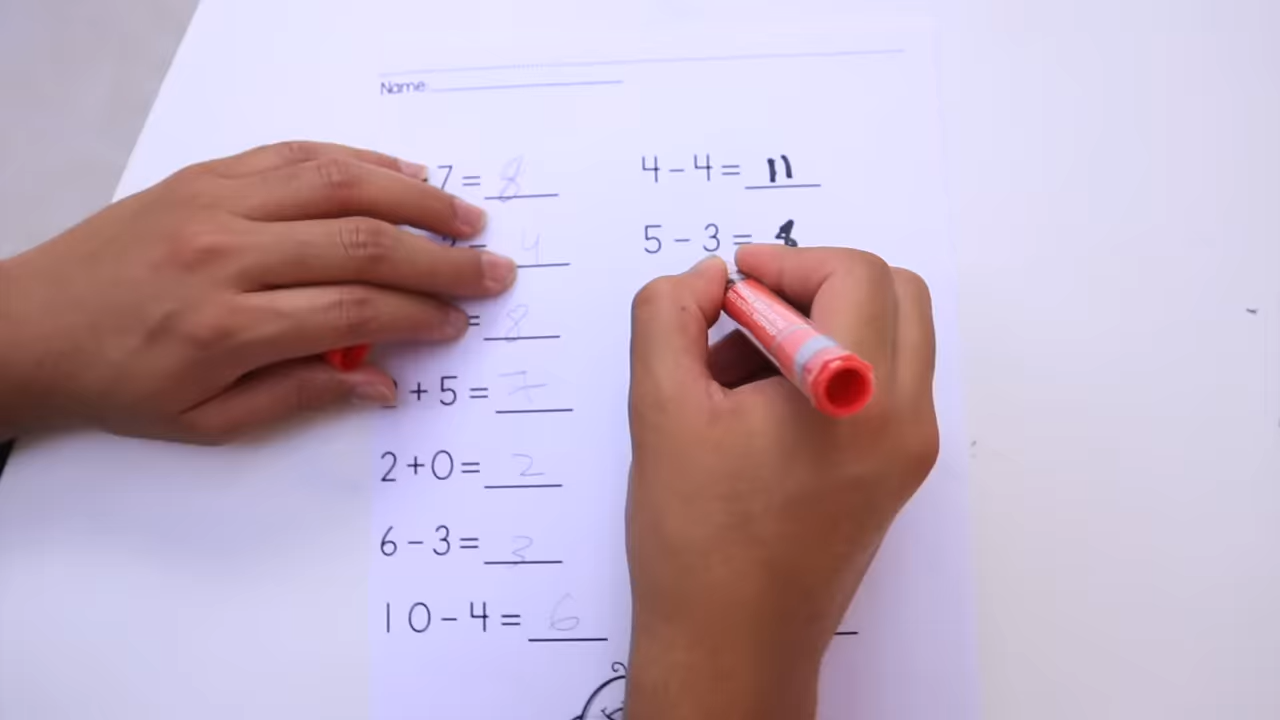 Name
7 = 8
4 - 4 = 11
4
5 - 3 = 8
= 8
+ 5 = 7
2 + 0 = 2
6 - 3 = 3
10 - 4 = 6